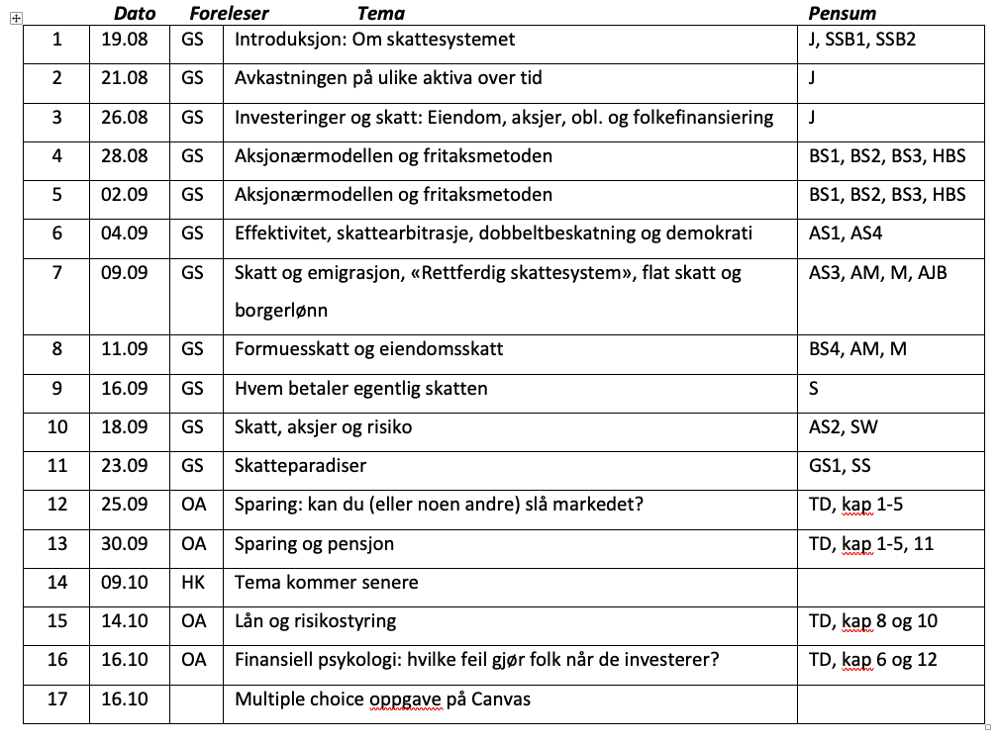 Dato Foreleser Tema Pensum
1 19.08 GS Introduksjon: Om skattesystemet J, SSB1, SSB2
2 21.08 GS Avkastningen på ulike aktiva over tid J
3 26.08 GS Investeringer og skatt: Eiendom, aksjer, obl. og folkefinansiering J
4 28.08 GS Aksjonærmodellen og fritaksmetoden BS1, BS2, BS3, HBS
5 02.09 GS Aksjonærmodellen og fritaksmetoden BS1, BS2, BS3, HBS
6 04.09 GS Effektivitet, skattearbitrasje, dobbeltbeskatning og demokrati AS1, AS4
7 09.09 GS Skatt og emigrasjon, «Rettferdig skattesystem», flat skatt og AS3, AM, M, AJB
borgerlønn
8 11.09 GS Formuesskatt og eiendomsskatt BS4, AM, M
9 16.09 GS Hvem betaler egentlig skatten S
10 18.09 GS Skatt, aksjer og risiko AS2, SW
11 23.09 GS Skatteparadiser GS1, SS
12 25.09 OA Sparing: kan du (eller noen andre) slå markedet? TD, kap 1-5
13 30.09 OA Sparing og pensjon TD, kap 1-5, 11
14 09.10 HK Tema kommer senere
15 14.10 OA Lån og risikostyring TD, kap 8 og 10
16 16.10 OA Finansiell psykologi: hvilke feil gjør folk når de investerer? TD, kap 6 og 12
17 16.10 Multiple choice oppgave på Canvas